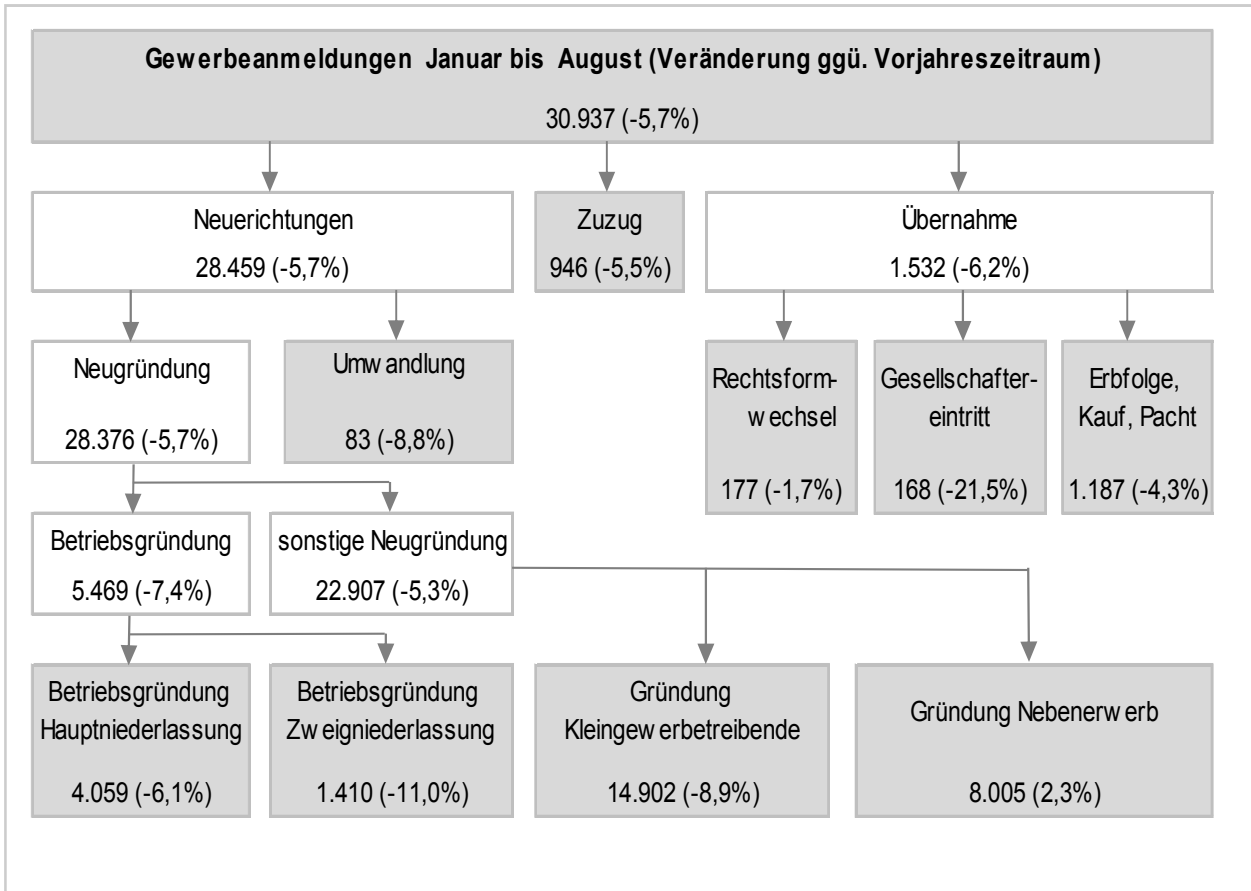 Gewerbeanmeldungen Januar bis August (Veränderung ggü. Vorjahreszeitraum)
30.937 (-5,7%)
Neuerichtungen
28.459 (-5,7%)
Zuzug
946 (-5,5%)
Übernahme
1.532 (-6,2%)
Neugründung
28.376 (-5,7%)
Umwandlung
83 (-8,8%)
Rechtsform-
wechsel
177 (-1,7%)
Gesellschafter-
eintritt
168 (-21,5%)
Erbfolge,
Kauf, Pacht
1.187 (-4,3%)
Betriebsgründung
5.469 (-7,4%)
sonstige Neugründung
22.907 (-5,3%)
Betriebsgründung
Hauptniederlassung
4.059 (-6,1%)
Betriebsgründung
Zweigniederlassung
1.410 (-11,0%)
Gründung
Kleingewerbetreibende
14.902 (-8,9%)
Gründung Nebenerwerb
8.005 (2,3%)